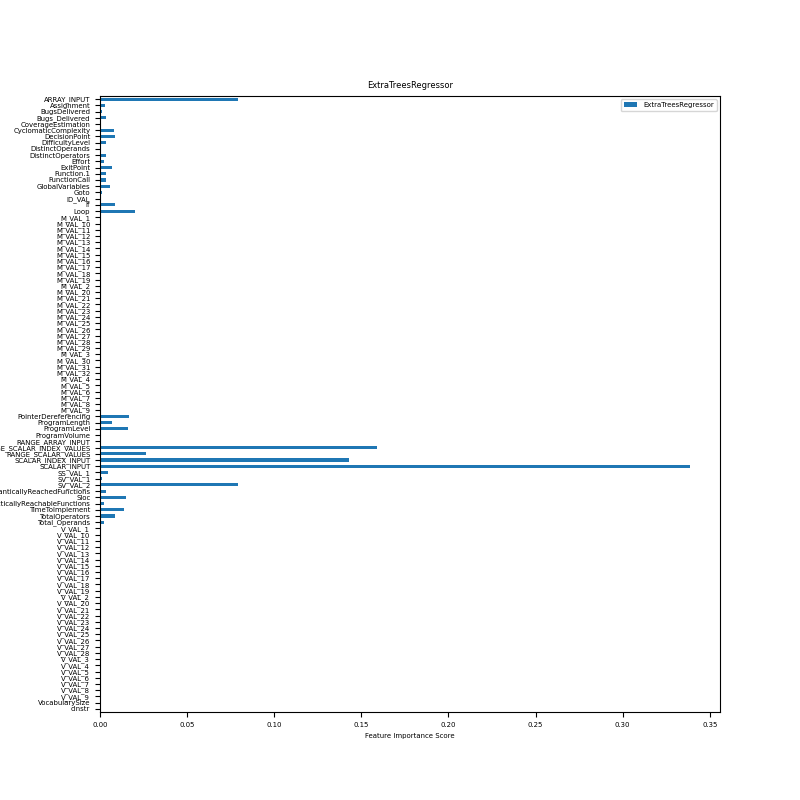 ExtraTreesRegressor
ExtraTreesRegressor
ARRAY_INPUT
Assignment
BugsDelivered
Bugs_Delivered
CoverageEstimation
CyclomaticComplexity
DecisionPoint
DifficultyLevel
DistinctOperands
DistinctOperators
Effort
ExitPoint
Function.1
FunctionCall
GlobalVariables
Goto
ID_VAL
If
Loop
M_VAL_1
M_VAL_10
M_VAL_11
M_VAL_12
M_VAL_13
M_VAL_14
M_VAL_15
M_VAL_16
M_VAL_17
M_VAL_18
M_VAL_19
M_VAL_2
M_VAL_20
M_VAL_21
M_VAL_22
M_VAL_23
M_VAL_24
M_VAL_25
M_VAL_26
M_VAL_27
M_VAL_28
M_VAL_29
M_VAL_3
M_VAL_30
M_VAL_31
M_VAL_32
M_VAL_4
M_VAL_5
M_VAL_6
M_VAL_7
M_VAL_8
M_VAL_9
PointerDereferencing
ProgramLength
ProgramLevel
ProgramVolume
RANGE_ARRAY_INPUT
E_SCALAR_INDEX_VALUES
RANGE_SCALAR_VALUES
SCALAR_INDEX_INPUT
SCALAR_INPUT
SS_VAL_1
SV_VAL_1
SV_VAL_2
anticallyReachedFunctions
Sloc
ticallyReachableFunctions
TimeToImplement
TotalOperators
Total_Operands
V_VAL_1
V_VAL_10
V_VAL_11
V_VAL_12
V_VAL_13
V_VAL_14
V_VAL_15
V_VAL_16
V_VAL_17
V_VAL_18
V_VAL_19
V_VAL_2
V_VAL_20
V_VAL_21
V_VAL_22
V_VAL_23
V_VAL_24
V_VAL_25
V_VAL_26
V_VAL_27
V_VAL_28
V_VAL_3
V_VAL_4
V_VAL_5
V_VAL_6
V_VAL_7
V_VAL_8
V_VAL_9
VocabularySize
cinstr
0.00 0.05 0.10 0.15 0.20 0.25 0.30 0.35
Feature Importance Score